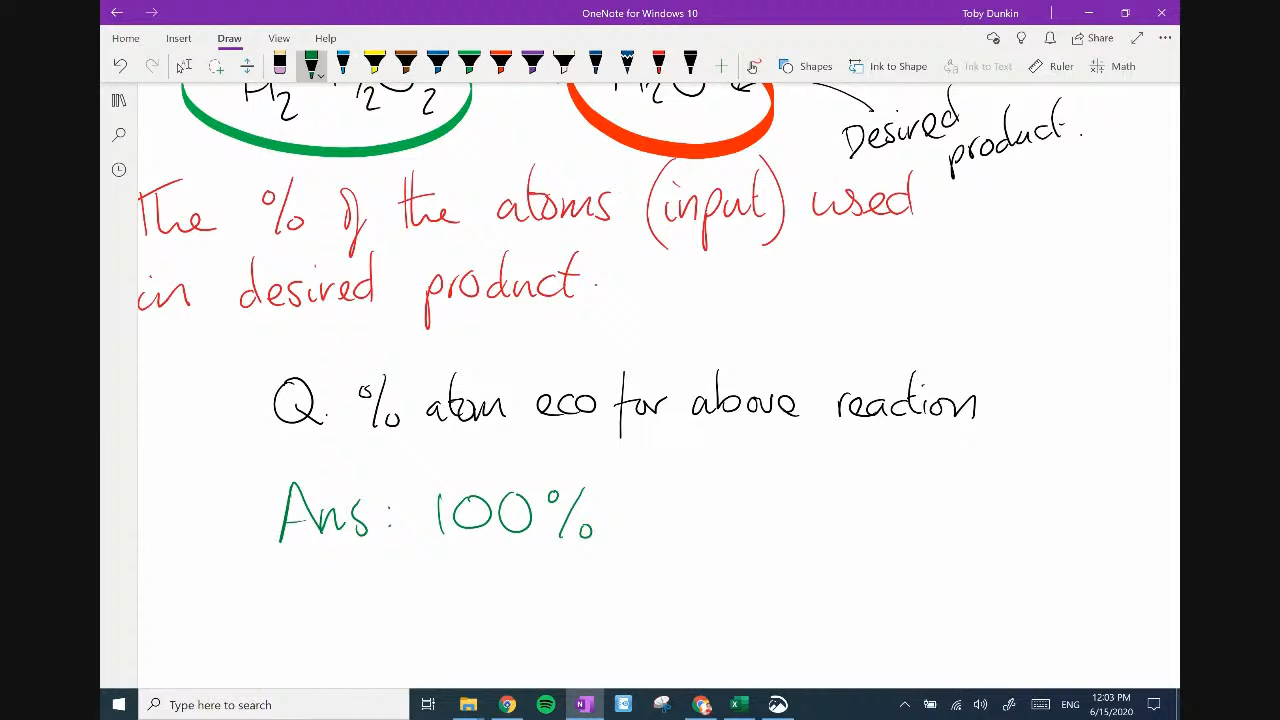 OneNote for Windows 10
Toby Dunkin
Home Insert Draw View Help
Share
Shapes Ink to Shape Ink to Text Ruler Math
Desired
product.
The % of the atoms (input) used
in desired product.
Q. % atom eco for above reaction
Ans: 100%
Type here to search
ENG
12:03 PM
6/15/2020